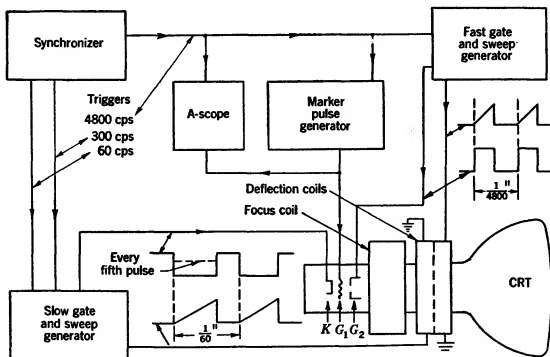 Synchronizer
Fast gate
and sweep
generator
Triggers
4800 cps
300 cps
60 cps
A-scope
Marker
pulse
generator
Deflection coils
Focus coil
1 "
4800
Every
fifth pulse
1 "
60
Slow gate
and sweep
generator
K G1 G2
CRT